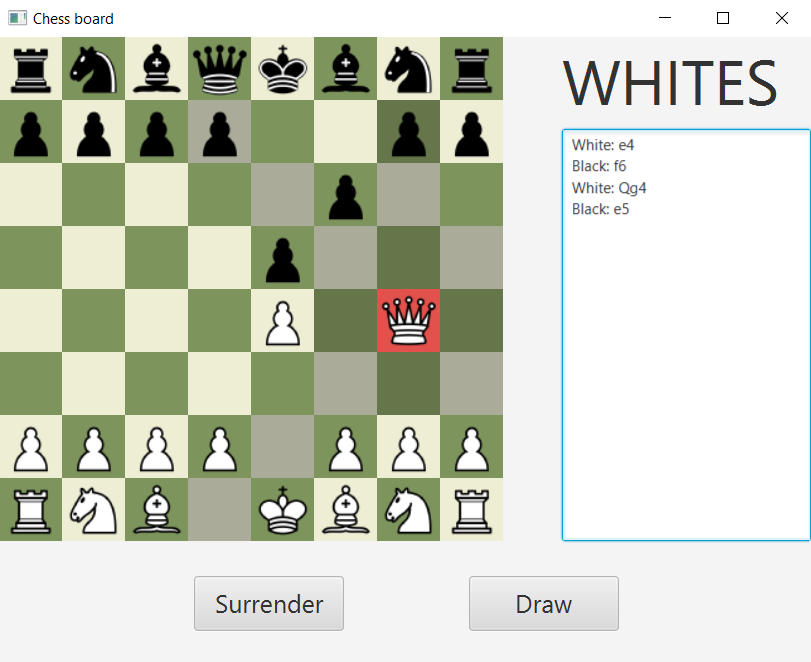 Chess board
WHITES
White: e4
Black: f6
White: Qg4
Black: e5
Surrender
Draw